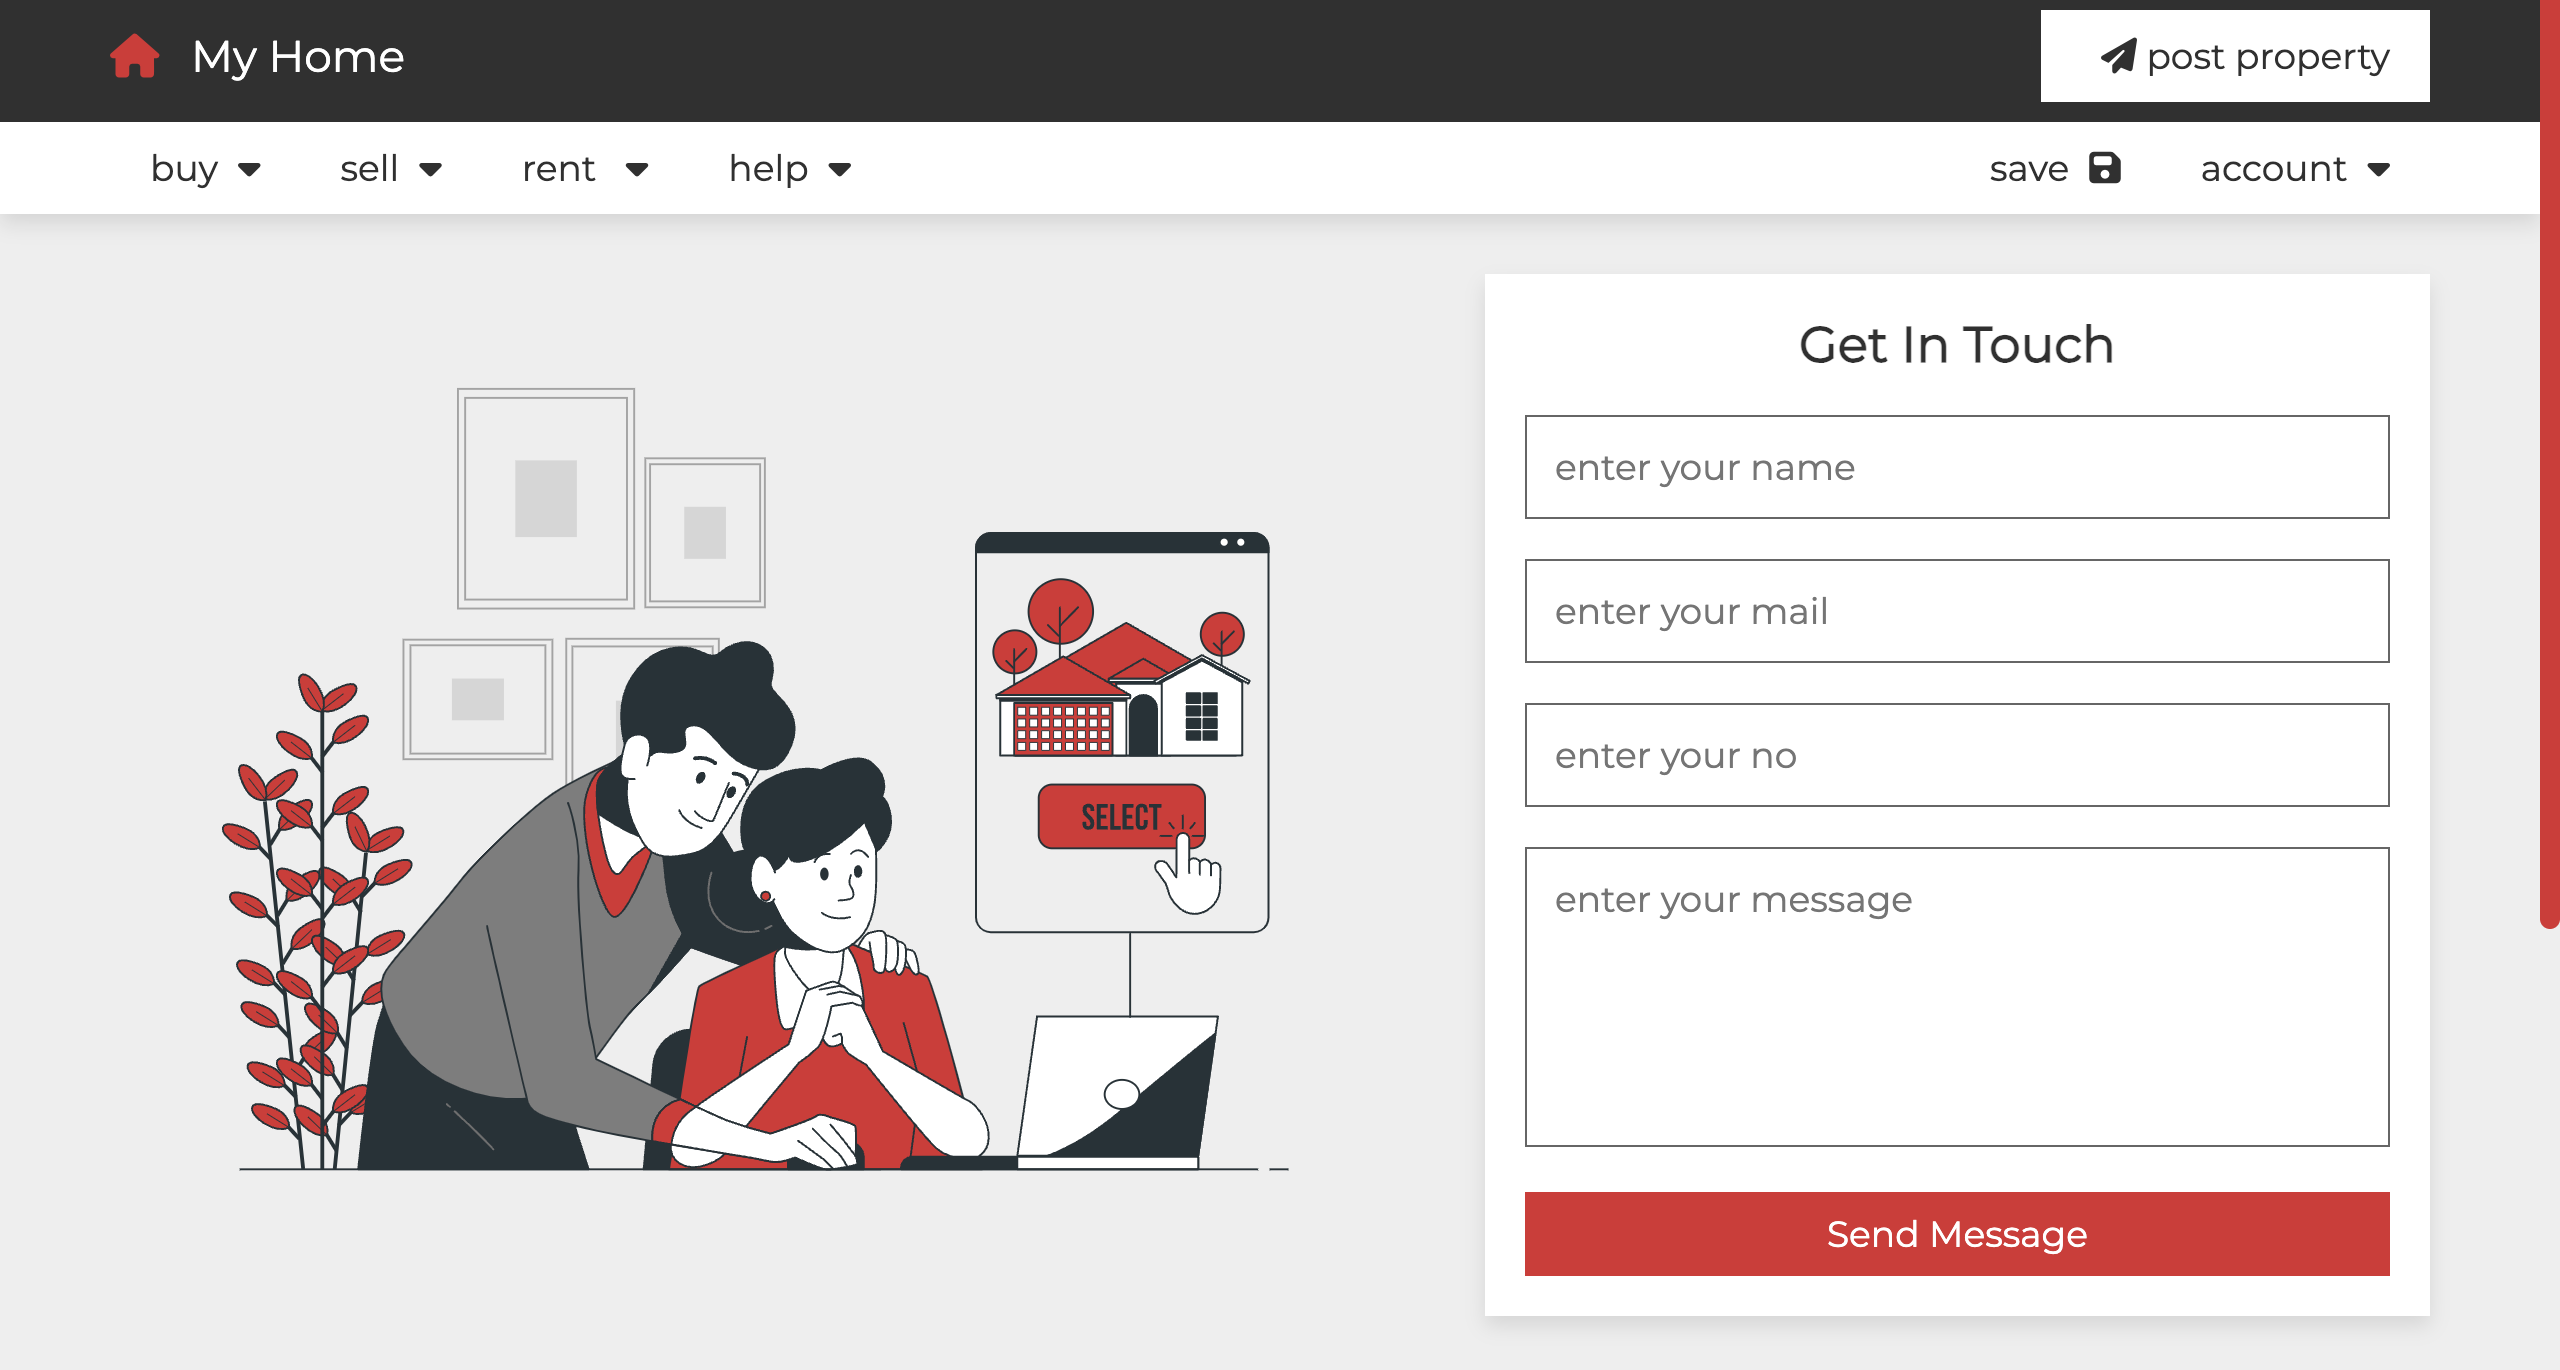 My Home
post property
buy
sell
rent
help
save
account
Get In Touch
enter your name
enter your mail
enter your no
enter your message
Send Message
SELECT